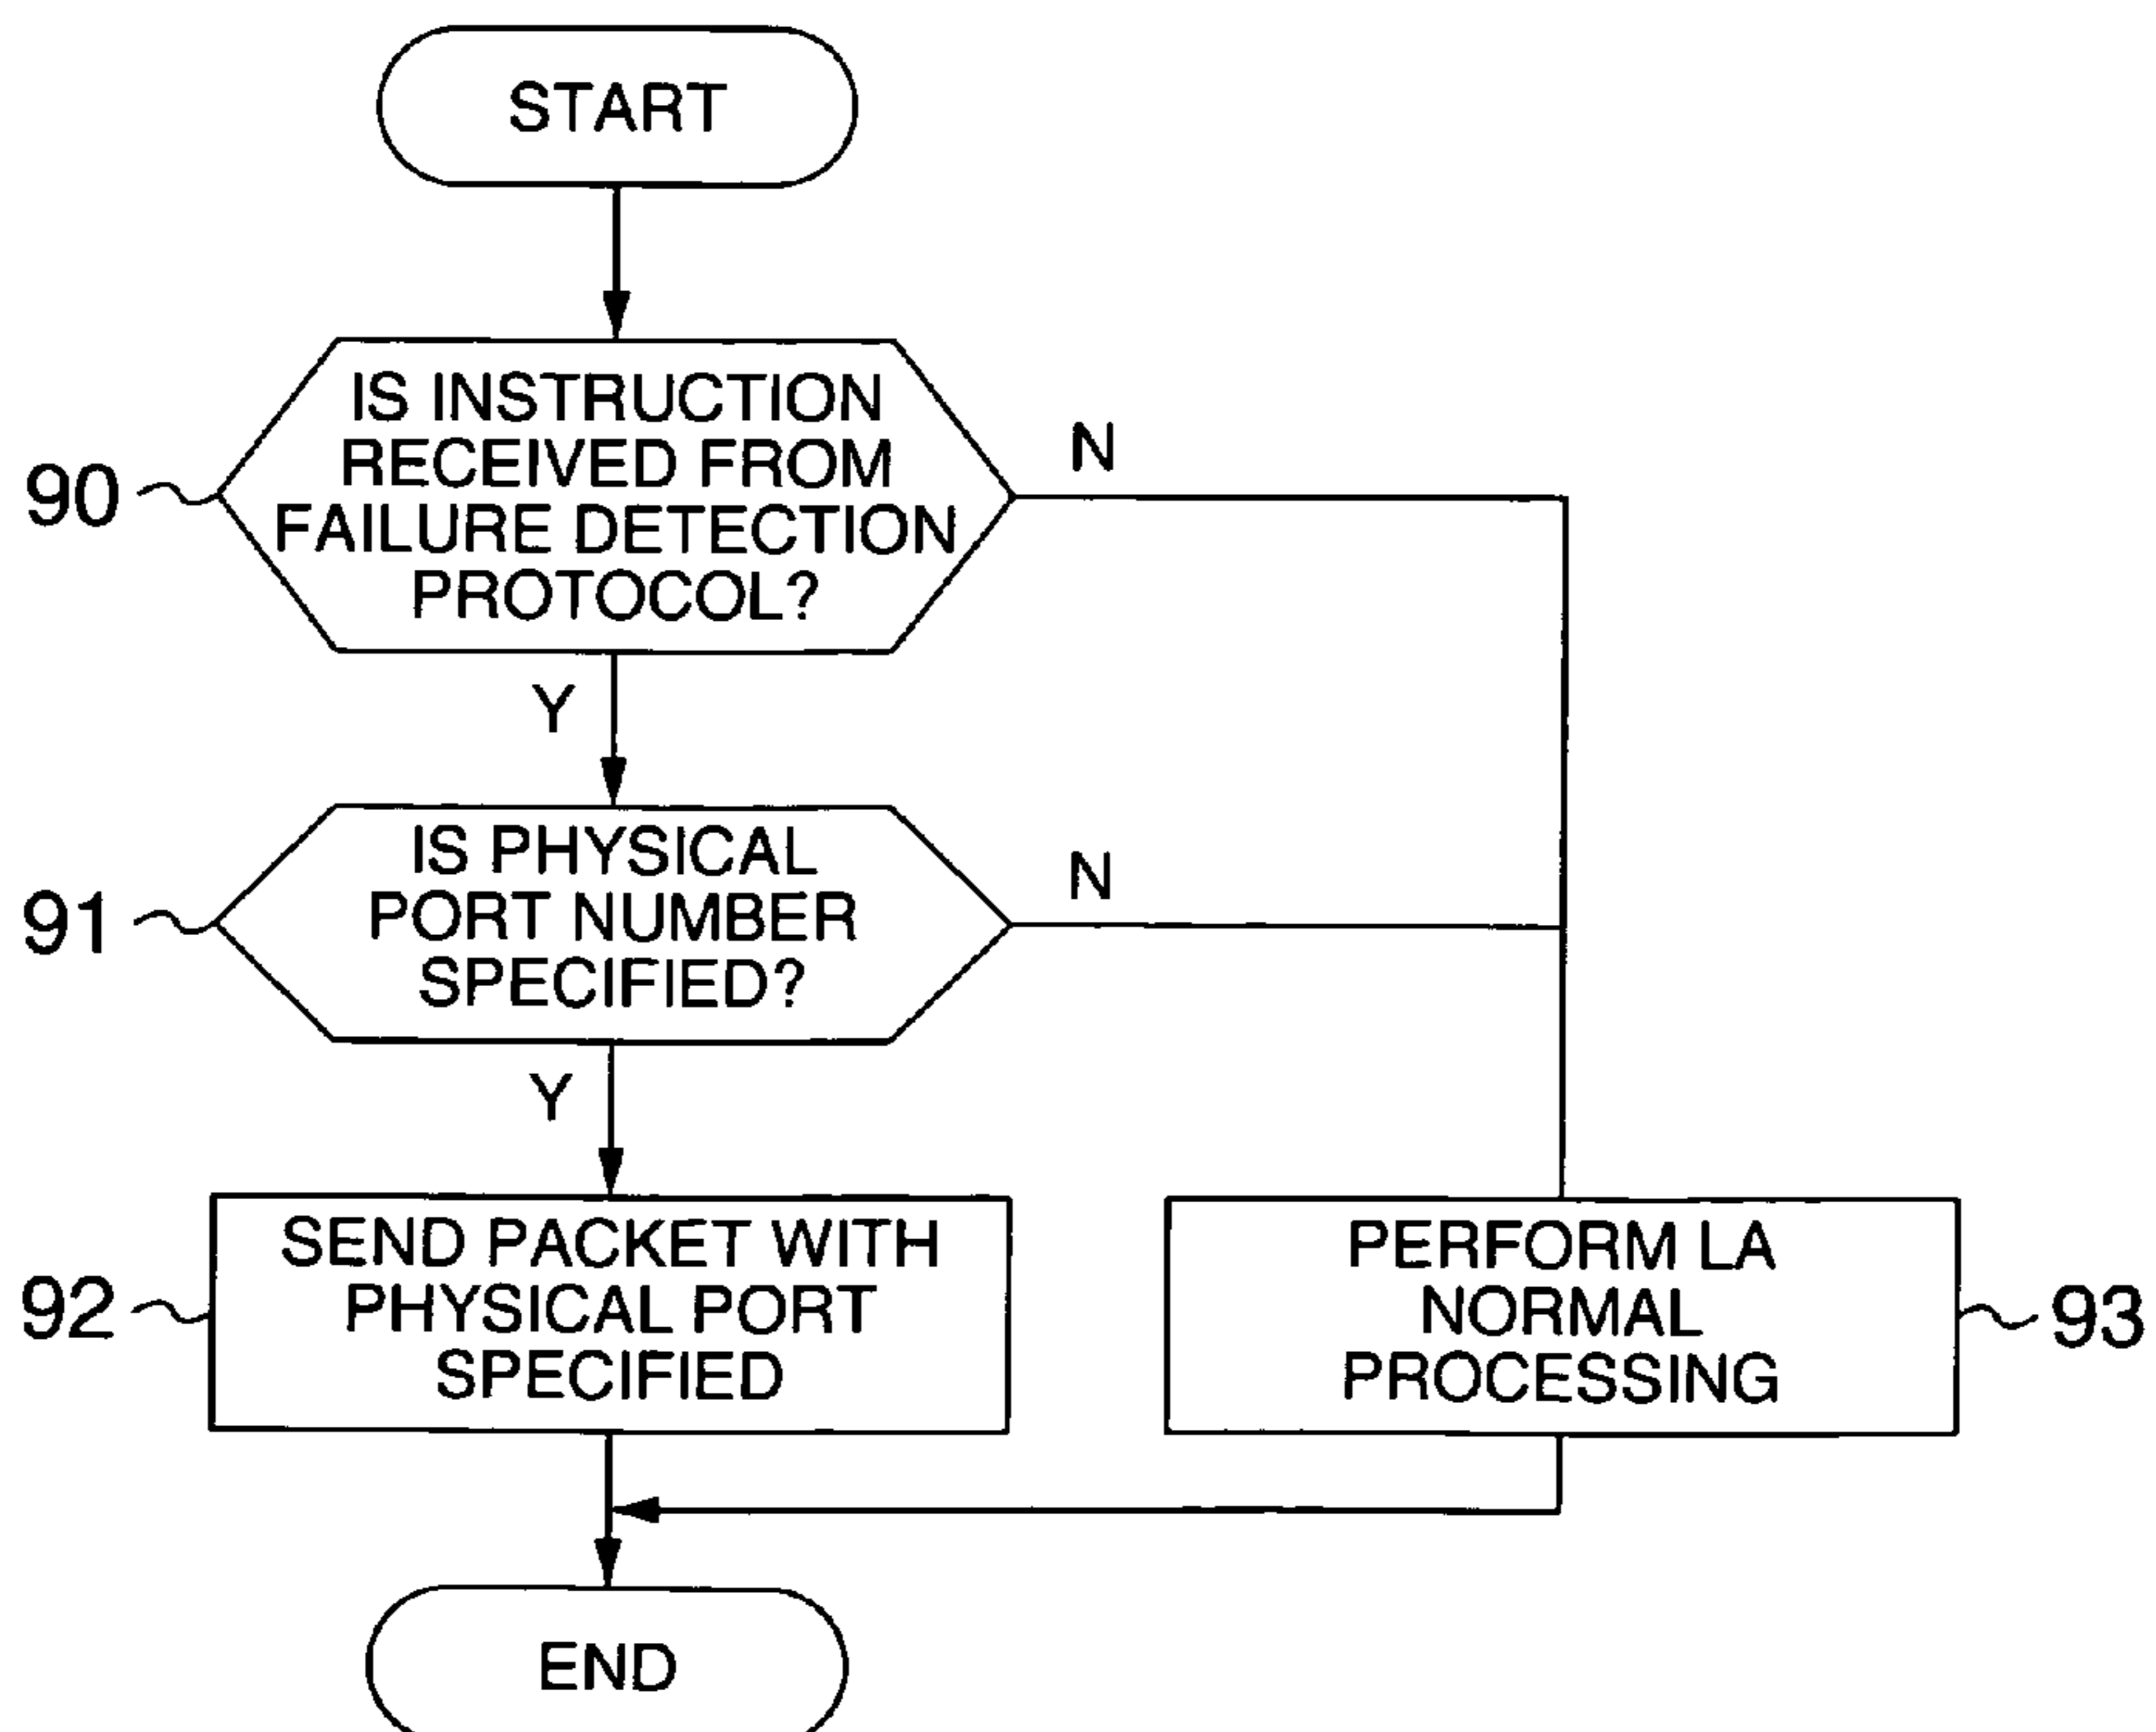 START
IS INSTRUCTION
RECEIVED FROM
FAILURE DETECTION
PROTOCOL?
90
N
Y
IS PHYSICAL
PORT NUMBER
SPECIFIED?
91
N
Y
SEND PACKET WITH
PHYSICAL PORT
SPECIFIED
92
PERFORM LA
NORMAL
PROCESSING
93
END